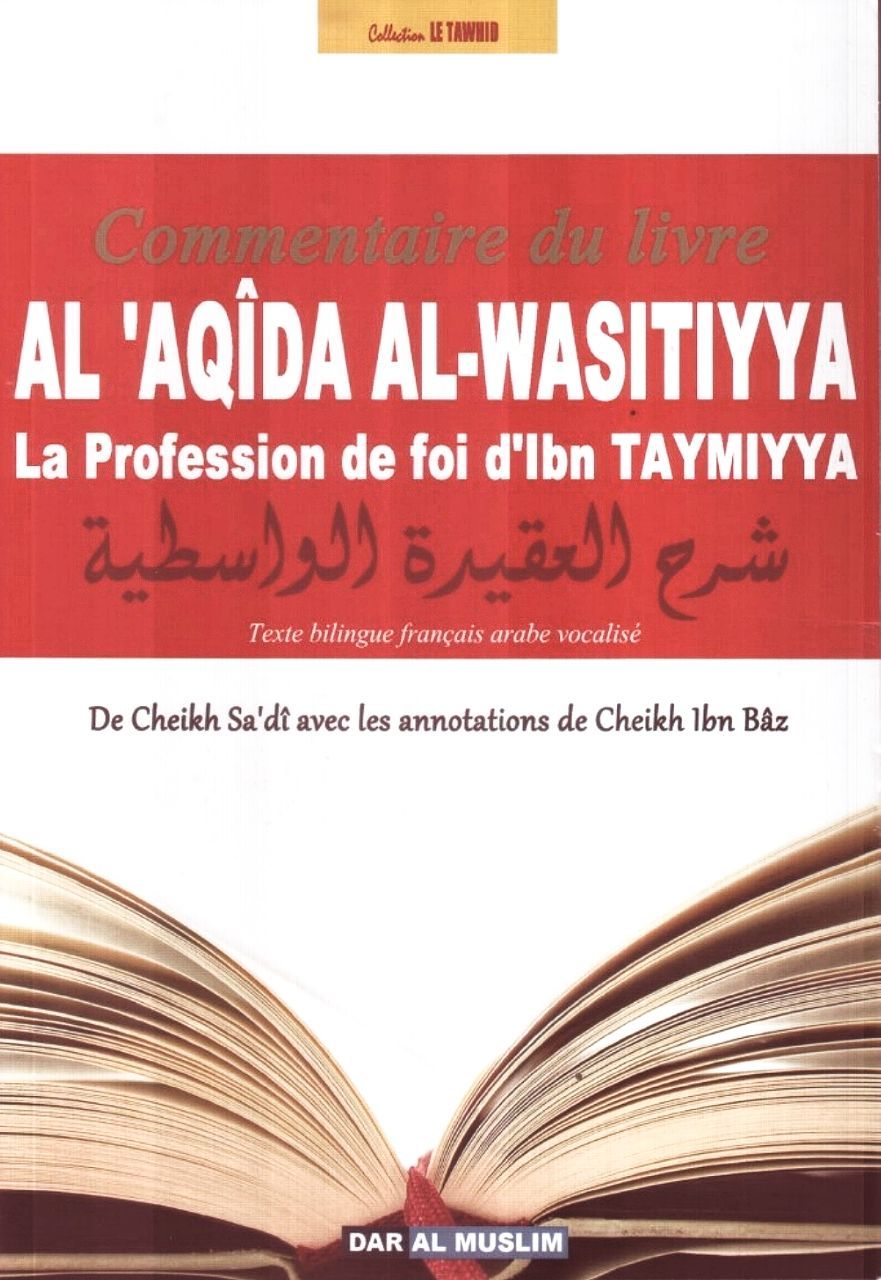 Collection LE TAWHID
Commentaire du livre
AL 'AQÎDA AL-WASITIYYA
La Profession de foi d'Ibn TAYMIYYA
شرح العقيدة الواسطية
Texte bilingue français arabe vocalisé
De Cheikh Sa'dî avec les annotations de Cheikh Ibn Bâz
DAR AL MUSLIM